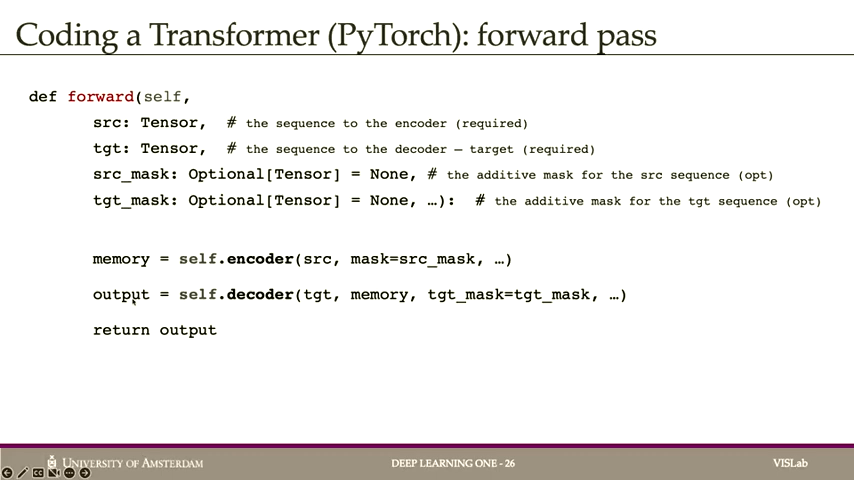 Coding a Transformer (PyTorch): forward pass
def forward(self,
src: Tensor, # the sequence to the encoder (required)
tgt: Tensor, # the sequence to the decoder – target (required)
src_mask: Optional[Tensor] = None, # the additive mask for the src sequence (opt)
tgt_mask: Optional[Tensor] = None, …): # the additive mask for the tgt sequence (opt)
memory = self.encoder(src, mask=src_mask, …)
output = self.decoder(tgt, memory, tgt_mask=tgt_mask, …)
return output
UNIVERSITY OF AMSTERDAM
DEEP LEARNING ONE - 26
VISLab